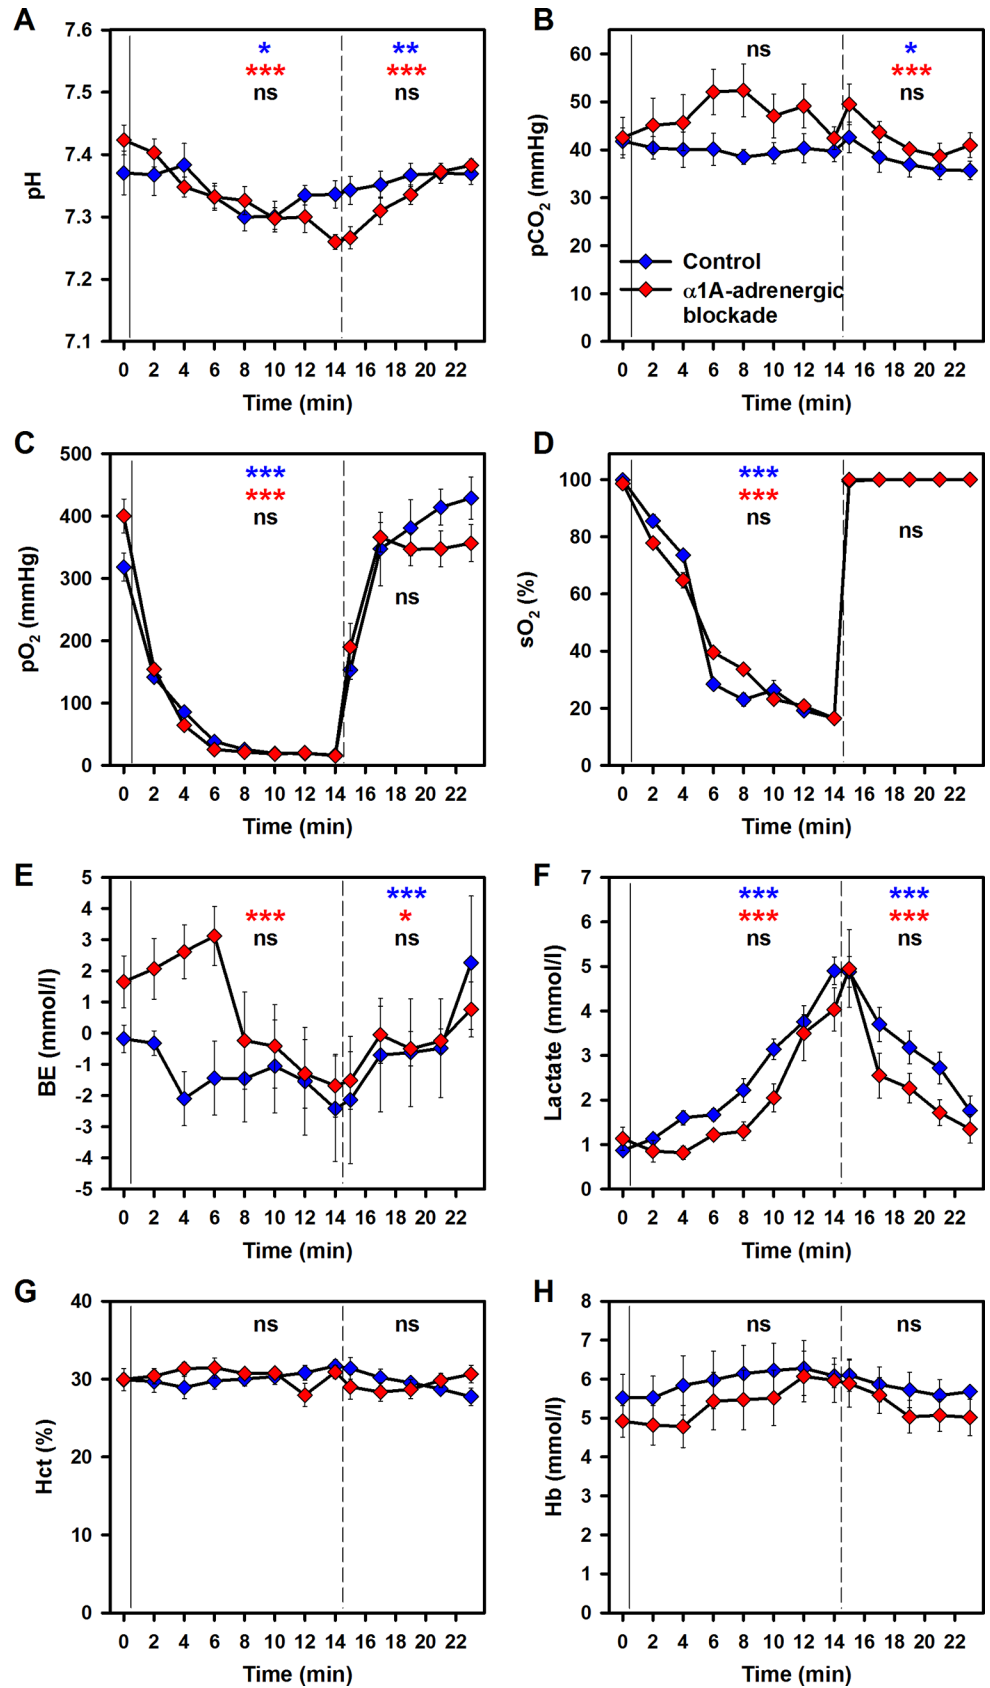 A
pH
7.6
7.5
7.4
7.3
7.2
7.1
*
***
ns
**
***
ns
0 2 4 6 8 10 12 14 16 18 20 22
Time (min)
B
pCO2 (mmHg)
60
50
40
30
20
10
0
ns
*
***
ns
Control
α1A-adrenergic
blockade
0 2 4 6 8 10 12 14 16 18 20 22
Time (min)
C
pO2 (mmHg)
500
400
300
200
100
0
***
***
ns
ns
0 2 4 6 8 10 12 14 16 18 20 22
Time (min)
D
sO2 (%)
100
80
60
40
20
0
***
***
ns
ns
0 2 4 6 8 10 12 14 16 18 20 22
Time (min)
E
BE (mmol/l)
5
4
3
2
1
0
-1
-2
-3
-4
-5
***
ns
***
*
ns
0 2 4 6 8 10 12 14 16 18 20 22
Time (min)
F
Lactate (mmol/l)
7
6
5
4
3
2
1
0
***
***
ns
***
***
ns
0 2 4 6 8 10 12 14 16 18 20 22
Time (min)
G
Hct (%)
40
30
20
10
0
ns
ns
0 2 4 6 8 10 12 14 16 18 20 22
Time (min)
H
Hb (mmol/l)
8
7
6
5
4
3
2
1
0
ns
ns
0 2 4 6 8 10 12 14 16 18 20 22
Time (min)